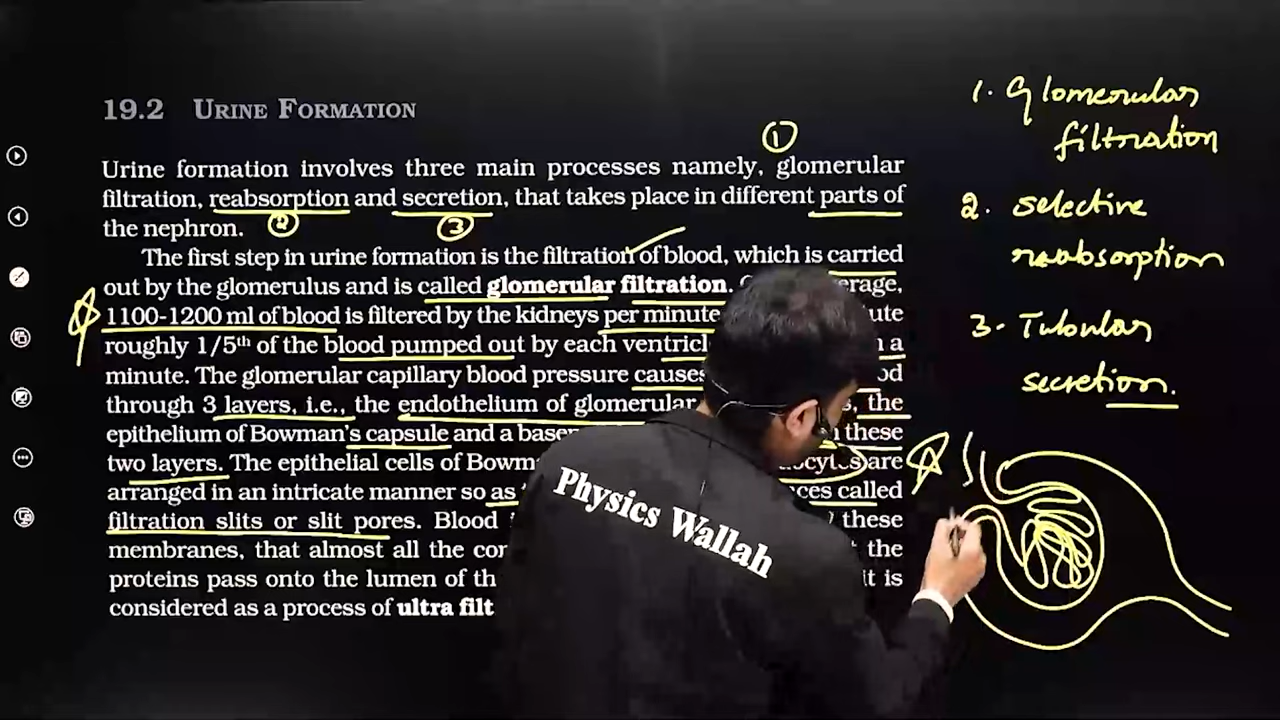 19.2 URINE FORMATION
①
Urine formation involves three main processes namely, glomerular
filtration, reabsorption and secretion, that takes place in different parts of
the nephron. ② ③
The first step in urine formation is the filtration of blood, which is carried
out by the glomerulus and is called glomerular filtration.
1100-1200 ml of blood is filtered by the kidneys per minute
roughly 1/5th of the blood pumped out by each a
minute. The glomerular capillary blood pressure causes
through 3 layers, i.e., the endothelium of glomerular the
epithelium of Bowman's capsule and a these
two layers. The epithelial cells of are
arranged in an intricate manner so as called
filtration slits or slit pores. Blood these
membranes, that almost all the the
proteins pass onto the lumen of is
considered as a process of ultra
1. Glomerular
filtration
2. selective
reabsorption
3. Tubular
secretion.
Physics Wallah